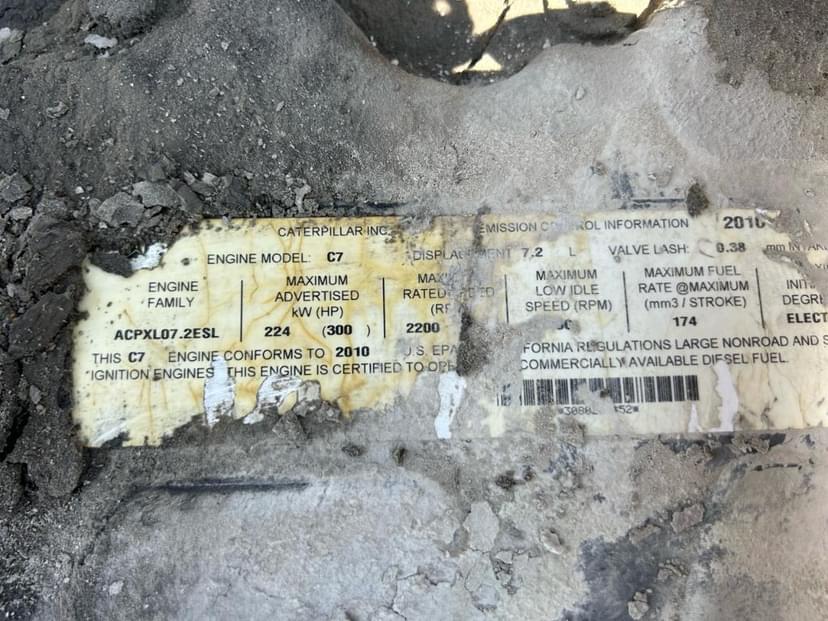 CATERPILLAR INC. EMISSION CONTROL INFORMATION 2010
ENGINE MODEL: C7 DISPLACEMENT 7.2 L VALVE LASH: 0.38 mm
ENGINE FAMILY
ACPXL07.2ESL
MAXIMUM ADVERTISED kW (HP)
224 (300 )
2200
MAXIMUM LOW IDLE SPEED (RPM)
MAXIMUM FUEL RATE @MAXIMUM (mm3 / STROKE)
174
ELECT
THIS C7 ENGINE CONFORMS TO 2010 U.S. EPA REGULATIONS LARGE NONROAD AND S
IGNITION ENGINES THIS ENGINE IS CERTIFIED TO COMMERCIALLY AVAILABLE DIESEL FUEL.